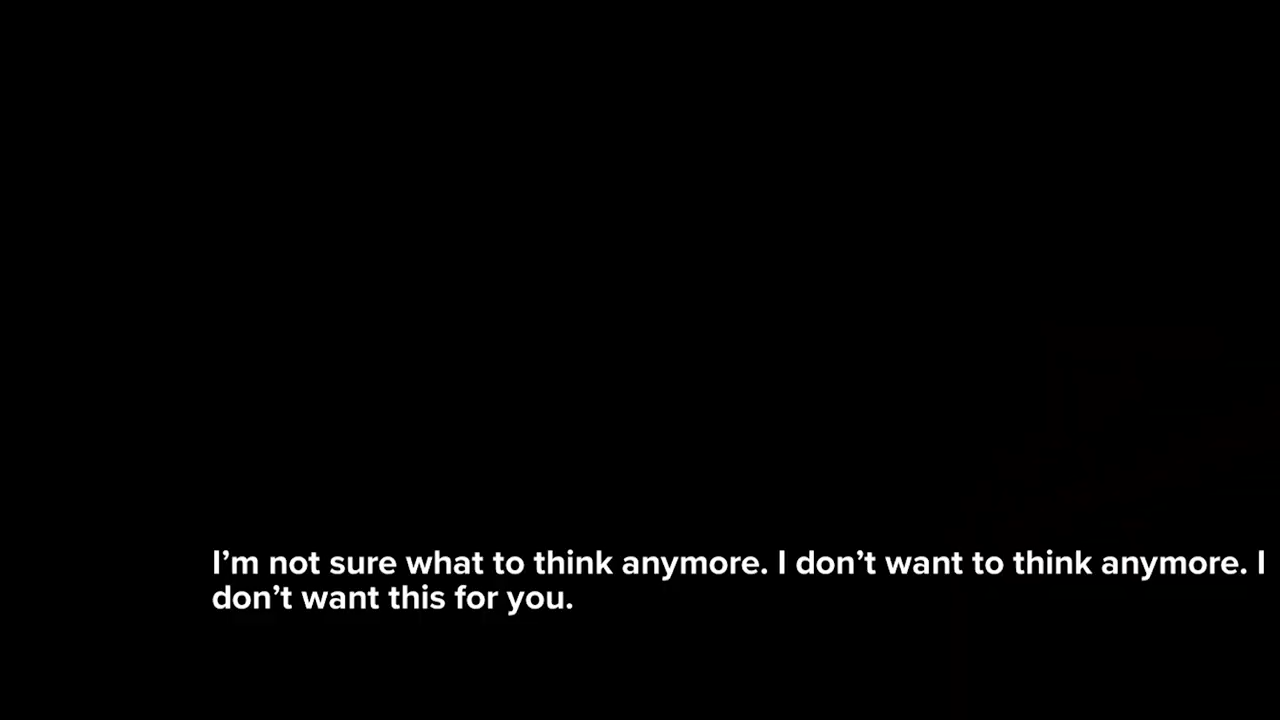 I’m not sure what to think anymore. I don’t want to think anymore. I
don’t want this for you.